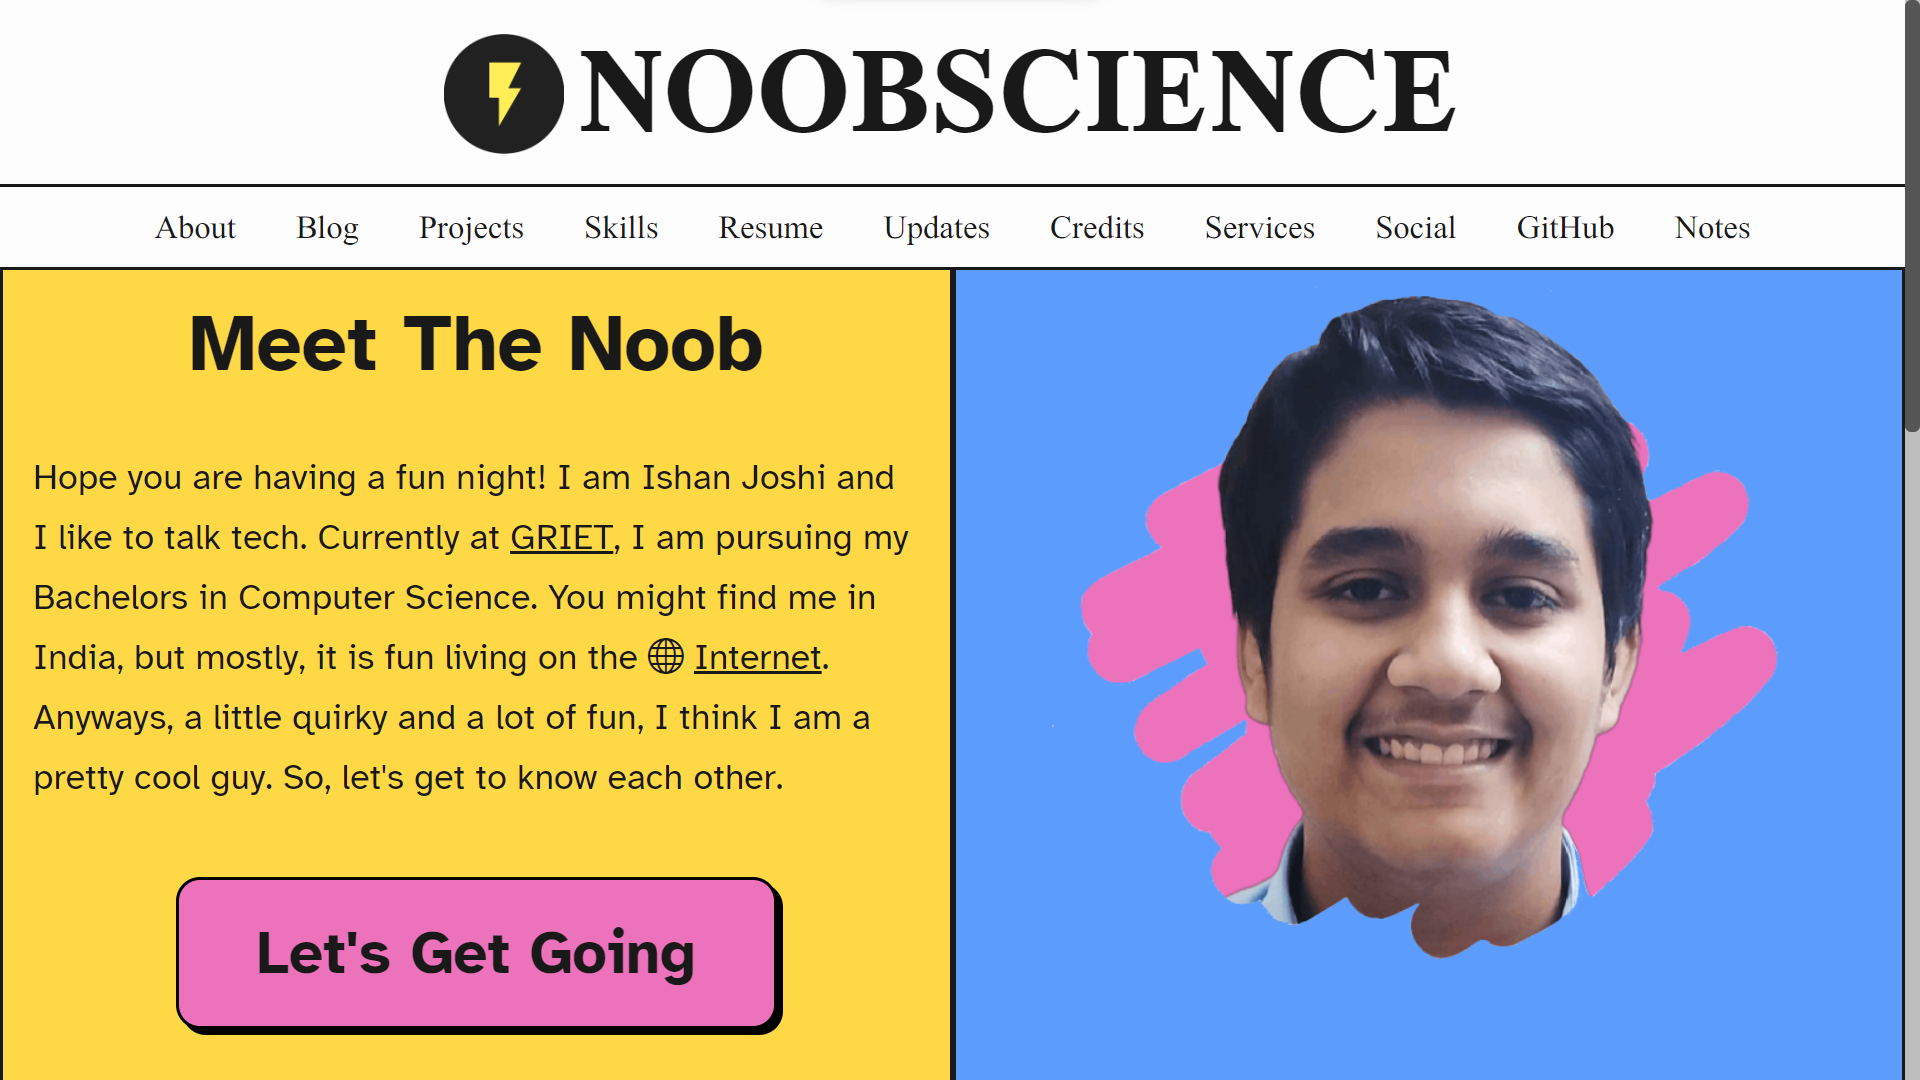 NOOBSCIENCE
About Blog Projects Skills Resume Updates Credits Services Social GitHub Notes
Meet The Noob
Hope you are having a fun night! I am Ishan Joshi and
I like to talk tech. Currently at GRIET, I am pursuing my
Bachelors in Computer Science. You might find me in
India, but mostly, it is fun living on the Internet.
Anyways, a little quirky and a lot of fun, I think I am a
pretty cool guy. So, let's get to know each other.
Let's Get Going